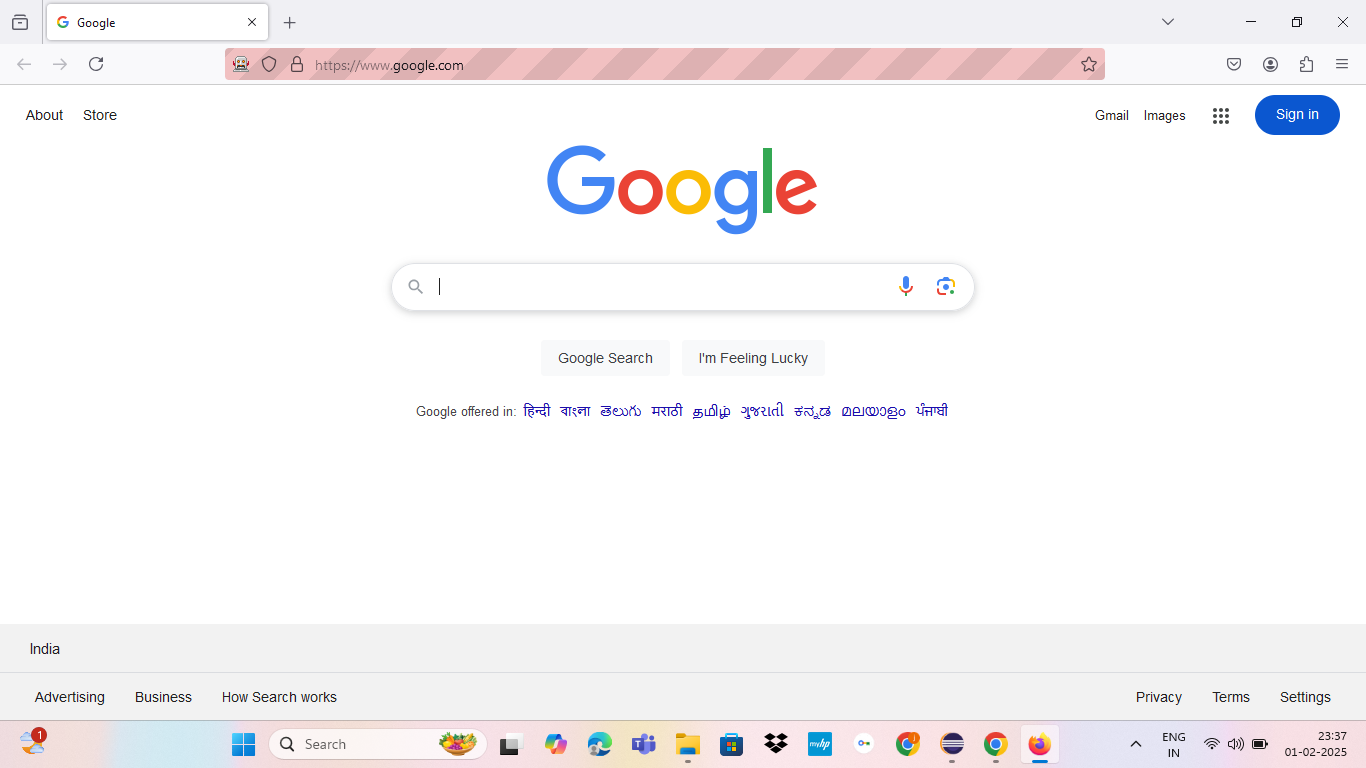 Google
https://www.google.com
About Store
Gmail Images
Sign in
Google
Google Search I'm Feeling Lucky
Google offered in: हिन्दी বাংলা తెలుగు मराठी தமிழ் ગુજરાતી ಕನ್ನಡ മലയാളം ਪੰਜਾਬੀ
India
Advertising Business How Search works
Privacy Terms Settings
1
Search
myhp
ENG
IN
23:37
01-02-2025